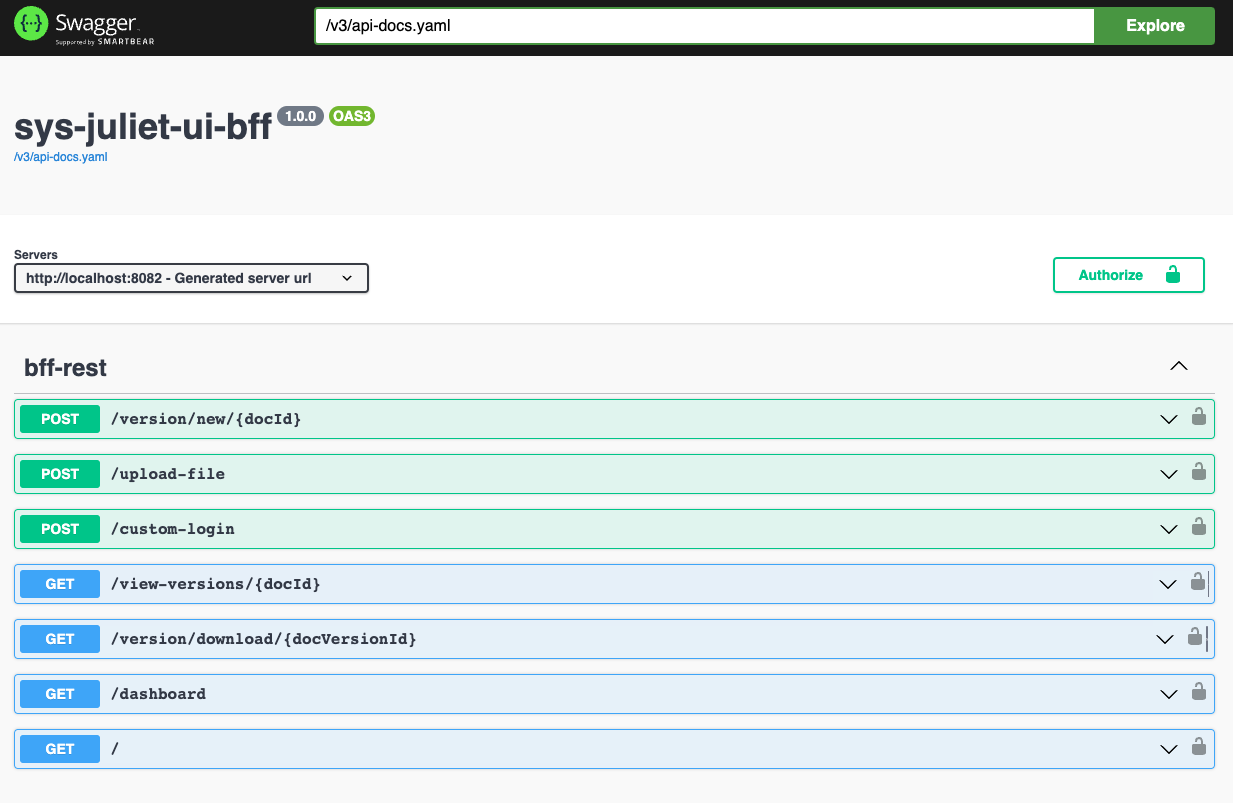 Swagger
Supported by SMARTBEAR
/v3/api-docs.yaml
Explore
sys-juliet-ui-bff 1.0.0 OAS3
/v3/api-docs.yaml
Servers
http://localhost:8082 - Generated server url
Authorize
bff-rest
POST /version/new/{docId}
POST /upload-file
POST /custom-login
GET /view-versions/{docId}
GET /version/download/{docVersionId}
GET /dashboard
GET /